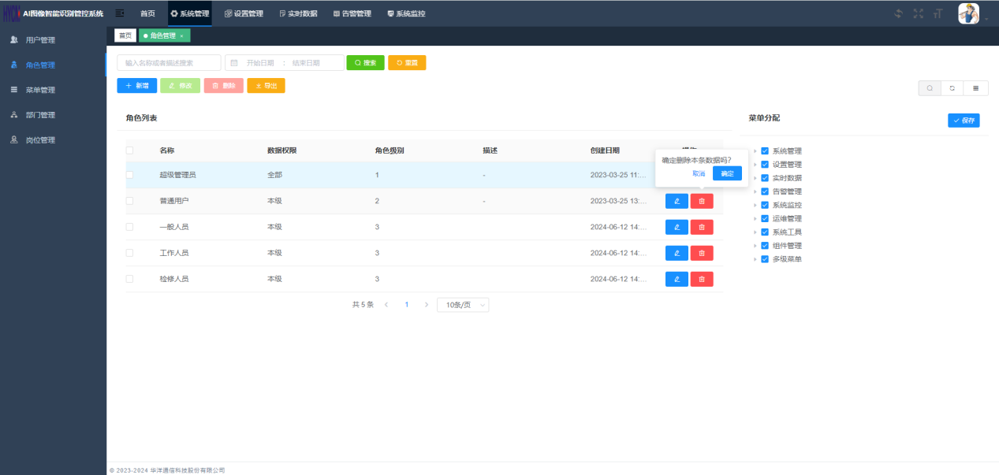 HYCN AI图像智能识别管控系统 首页 系统管理 设置管理 实时数据 告警管理 系统监控
首页 角色管理 ×
用户管理
角色管理
菜单管理
部门管理
岗位管理
输入名称或者描述搜索 开始日期 : 结束日期 搜索 重置
新增 修改 删除 导出
角色列表
名称 数据权限 角色级别 描述 创建日期
超级管理员 全部 1 - 2023-03-25 11:...
普通用户 本级 2 - 2023-03-25 13:...
一般人员 本级 3 2024-06-12 14:...
工作人员 本级 3 2024-06-12 14:...
检修人员 本级 3 2024-06-12 14:...
共 5 条 1 10条/页
确定删除本条数据吗?
取消 确定
菜单分配 保存
系统管理
设置管理
实时数据
告警管理
系统监控
运维管理
系统工具
组件管理
多级菜单
© 2023-2024 华洋通信科技股份有限公司